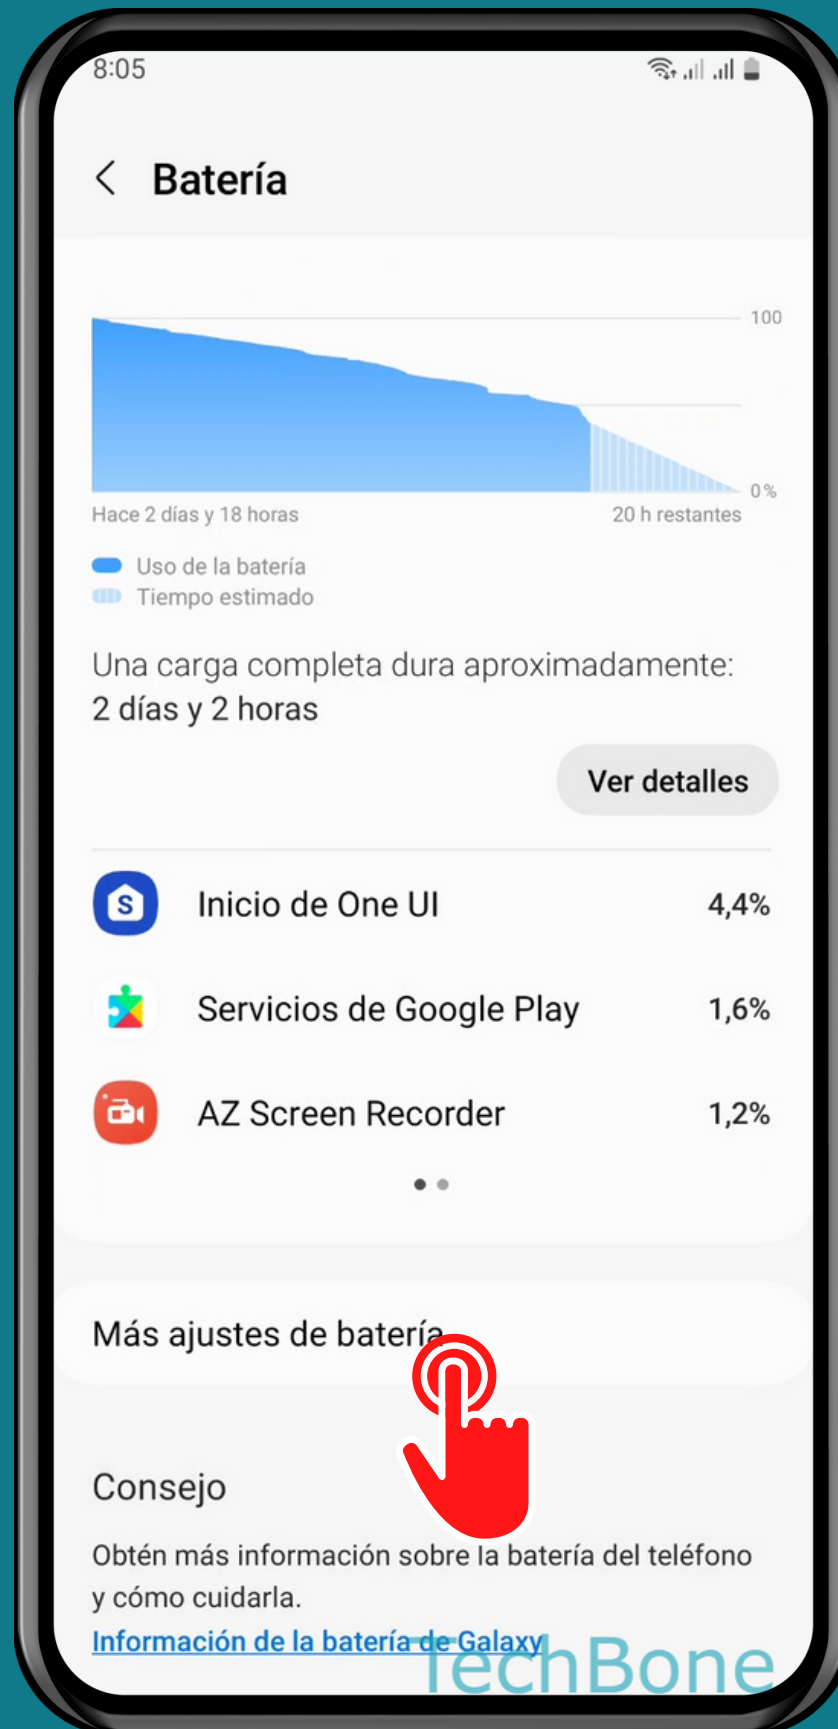 8:05
Batería
100
0%
Hace 2 días y 18 horas
20 h restantes
Uso de la batería
Tiempo estimado
Una carga completa dura aproximadamente:
2 días y 2 horas
Ver detalles
S
Inicio de One UI
4,4%
Servicios de Google Play
1,6%
AZ Screen Recorder
1,2%
Más ajustes de batería
Consejo
Obtén más información sobre la batería del teléfono
y cómo cuidarla.
Información de la batería de Galaxy
TechBone